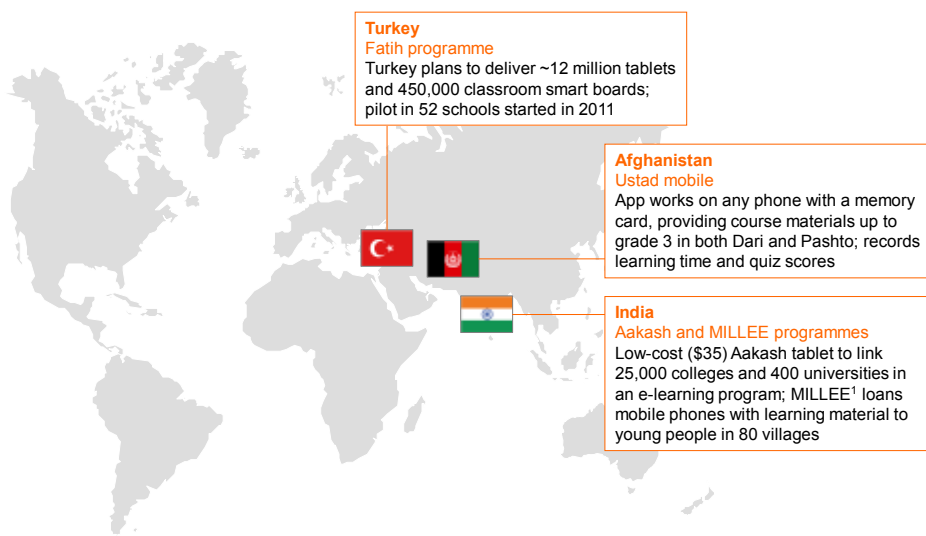 Turkey
Fatih programme
Turkey plans to deliver ~12 million tablets
and 450,000 classroom smart boards;
pilot in 52 schools started in 2011
Afghanistan
Ustad mobile
App works on any phone with a memory
card, providing course materials up to
grade 3 in both Dari and Pashto; records
learning time and quiz scores
India
Aakash and MILLEE programmes
Low-cost ($35) Aakash tablet to link
25,000 colleges and 400 universities in
an e-learning program; MILLEE¹ loans
mobile phones with learning material to
young people in 80 villages